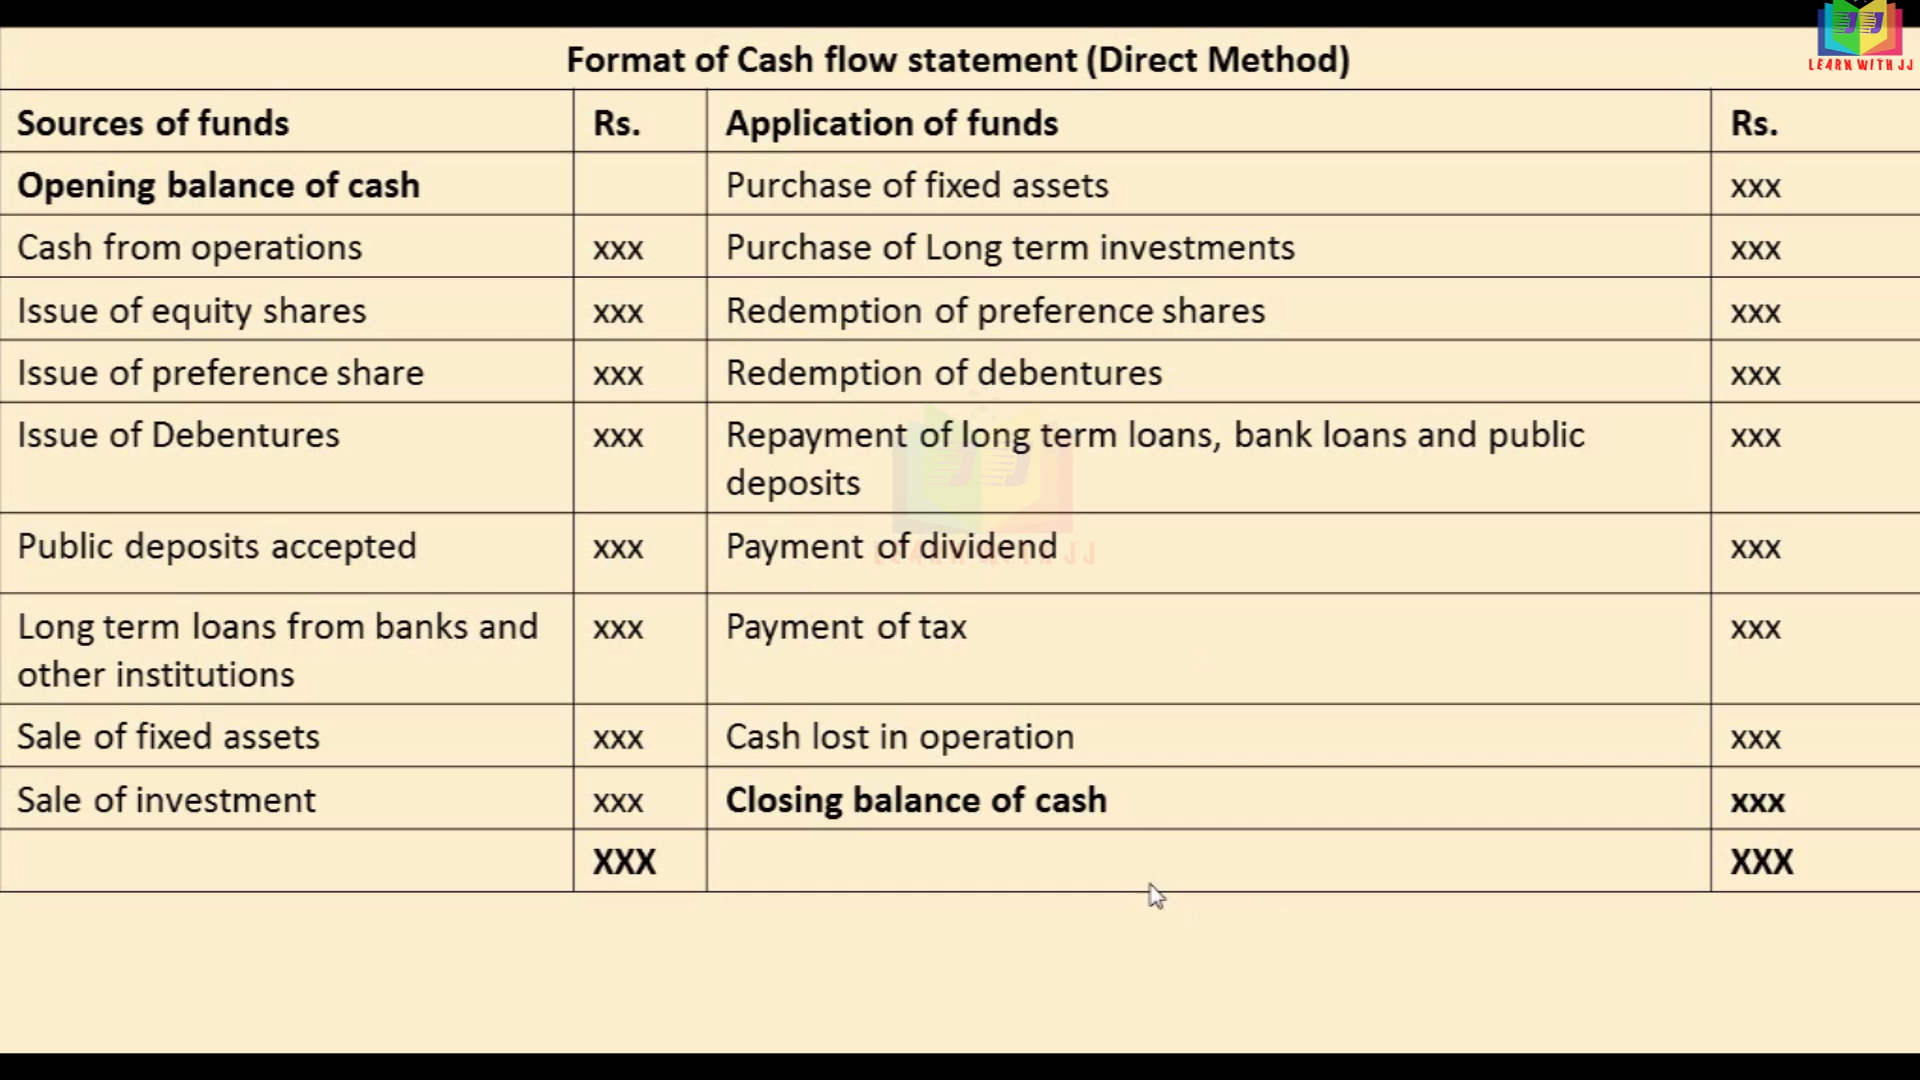 LEARN WITH JJ
Format of Cash flow statement (Direct Method)
Sources of funds Rs. Application of funds Rs.
Opening balance of cash Purchase of fixed assets xxx
Cash from operations xxx Purchase of Long term investments xxx
Issue of equity shares xxx Redemption of preference shares xxx
Issue of preference share xxx Redemption of debentures xxx
Issue of Debentures xxx Repayment of long term loans, bank loans and public xxx
deposits
Public deposits accepted xxx Payment of dividend xxx
LEARN WITH JJ
Long term loans from banks and xxx Payment of tax xxx
other institutions
Sale of fixed assets xxx Cash lost in operation xxx
Sale of investment xxx Closing balance of cash xxx
XXX XXX